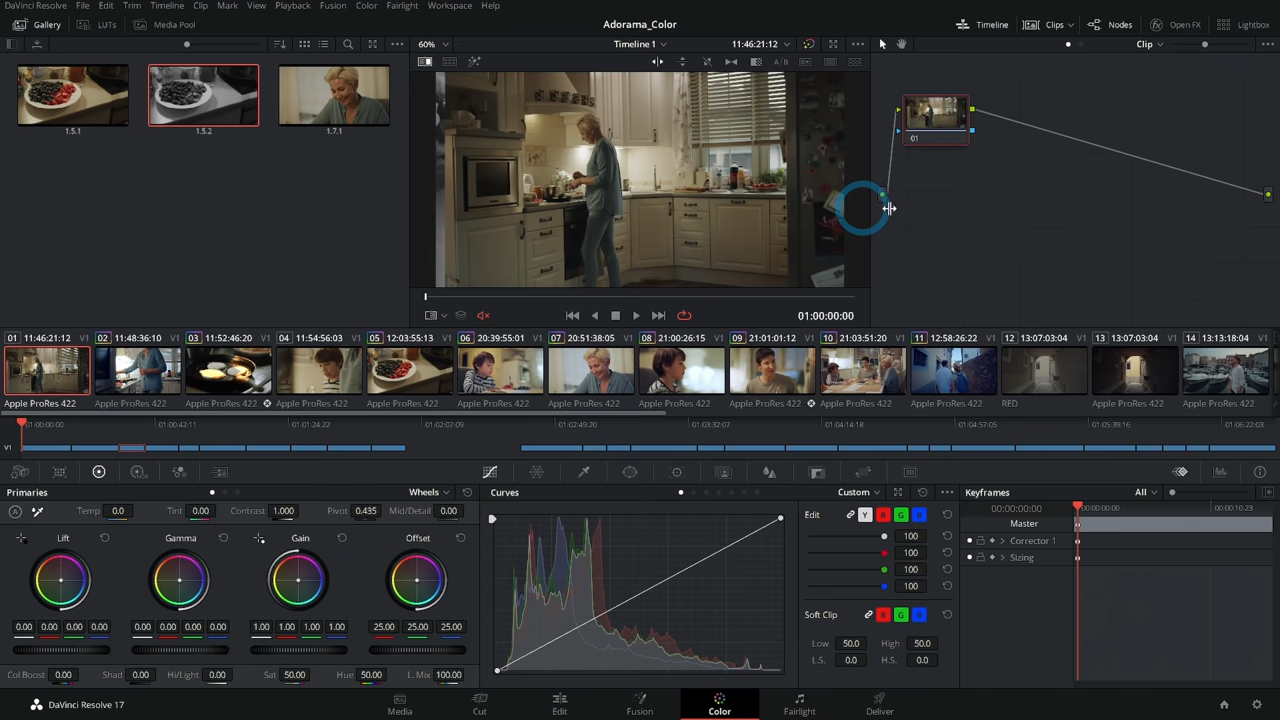 DaVinci Resolve File Edit Trim Timeline Clip Mark View Playback Fusion Color Fairlight Workspace Help
Gallery LUTs Media Pool Adorama_Color Timeline Clips Nodes Open FX Lightbox
60% Timeline 1 11:46:21:12 Clip
A/B
1.5.1 1.5.2 1.7.1
01
01:00:00:00
01 11:46:21:12 V1 02 11:48:36:10 V1 03 11:52:46:20 V1 04 11:54:56:03 V1 05 12:03:55:13 V1 06 20:39:55:01 V1 07 20:51:38:05 V1 08 21:00:26:15 V1 09 21:01:01:12 V1 10 21:03:51:20 V1 11 12:58:26:22 V1 12 13:07:03:04 V1 13 13:07:03:04 V1 14 13:13:18:04 V1
Apple ProRes 422 Apple ProRes 422 Apple ProRes 422 Apple ProRes 422 Apple ProRes 422 Apple ProRes 422 Apple ProRes 422 Apple ProRes 422 Apple ProRes 422 Apple ProRes 422 Apple ProRes 422 RED Apple ProRes 422 Apple ProRes 422
01:00:00:00 01:00:42:11 01:01:24:22 01:02:07:09 01:02:49:20 01:03:32:07 01:04:14:18 01:04:57:05 01:05:39:16 01:06:22:03
V1
Primaries Wheels Curves Custom Keyframes All
Temp 0.0 Tint 0.00 Contrast 1.000 Pivot 0.435 Mid/Detail 0.00
Edit Y R G B
00:00:00:00 00:00:00:00 00:00:10:23
Master
Lift Gamma Gain Offset
100
Corrector 1
100
Sizing
100
100
Soft Clip R G B
0.00 0.00 0.00 0.00 0.00 0.00 0.00 0.00 1.00 1.00 1.00 1.00 25.00 25.00 25.00
Low 50.0 High 50.0
L.S. 0.0 H.S. 0.0
Col Boost 0.00 Shad 0.00 Hi/Light 0.00 Sat 50.00 Hue 50.00 L. Mix 100.00
DaVinci Resolve 17 Media Cut Edit Fusion Color Fairlight Deliver